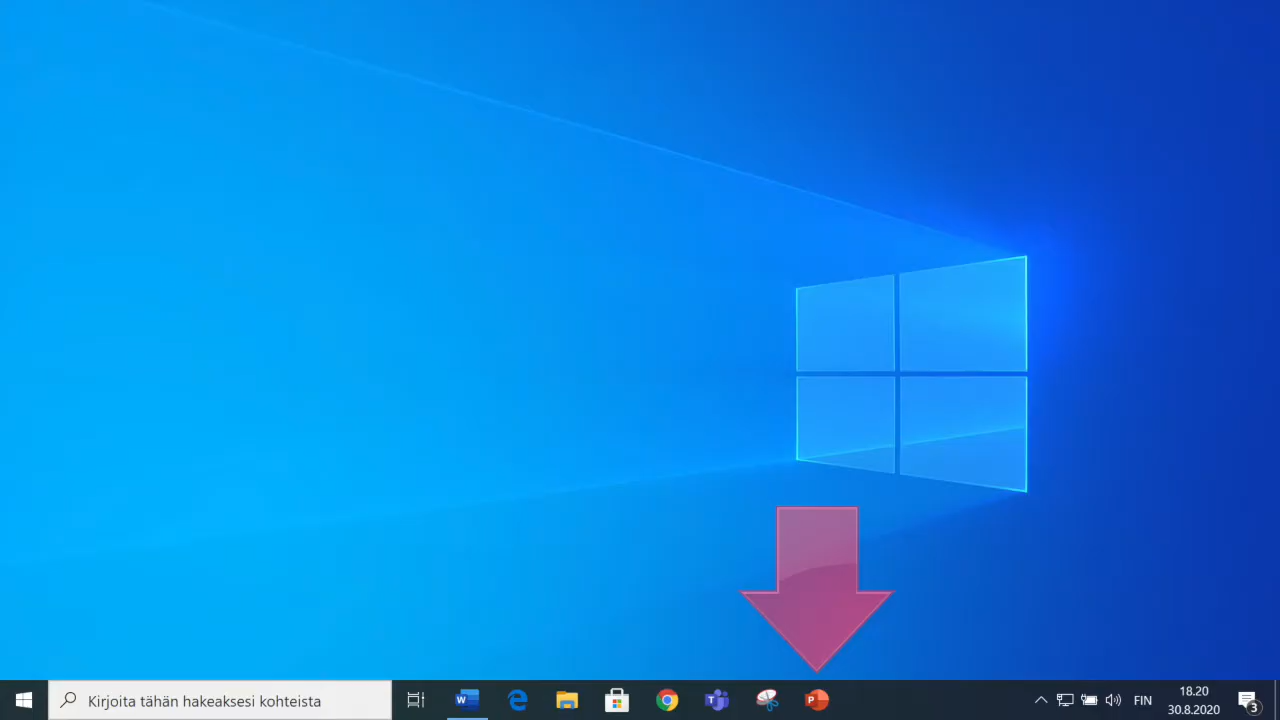 Kirjoita tähän hakeaksesi kohteista
W
T
P
FIN
18.20
30.8.2020
3